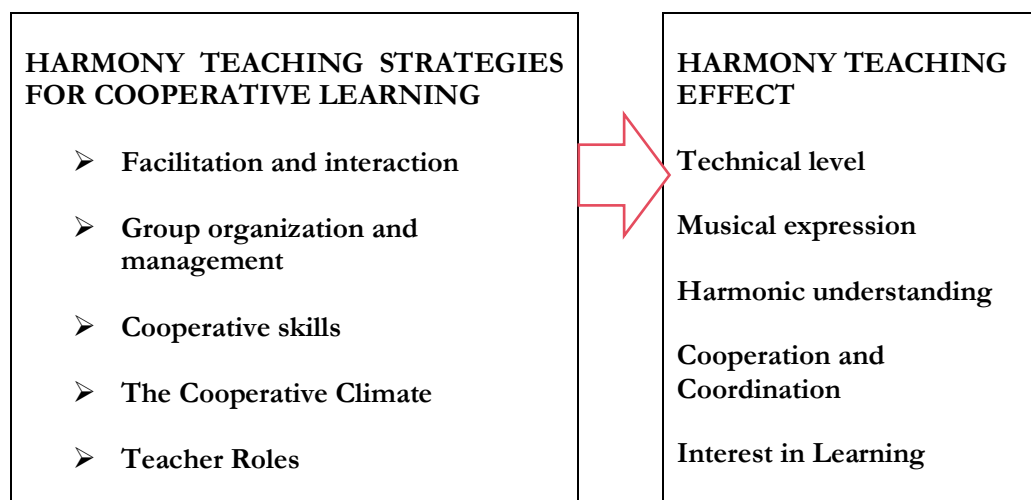 HARMONY TEACHING STRATEGIES
FOR COOPERATIVE LEARNING
➢ Facilitation and interaction
➢ Group organization and
management
➢ Cooperative skills
➢ The Cooperative Climate
➢ Teacher Roles
HARMONY TEACHING
EFFECT
Technical level
Musical expression
Harmonic understanding
Cooperation and
Coordination
Interest in Learning